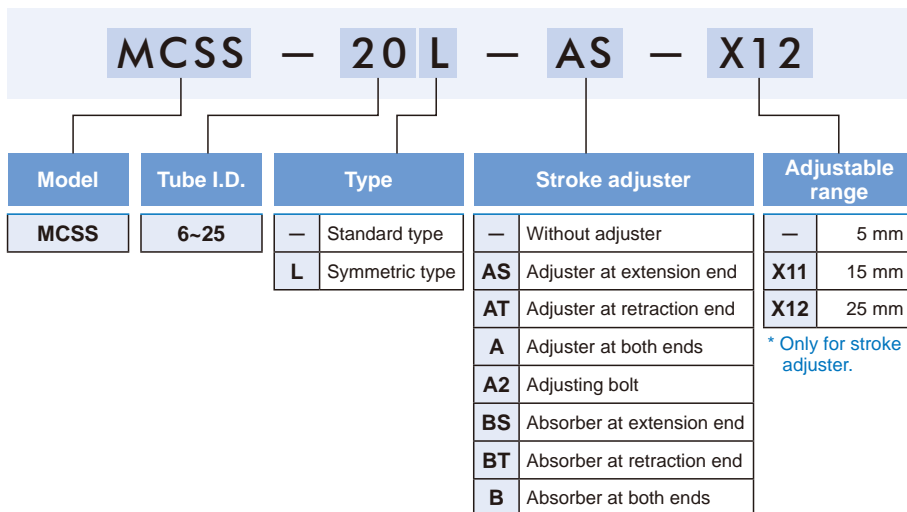 MCSS — 20 L — AS — X12
Model
MCSS
Tube I.D.
6~25
Type
— Standard type
L Symmetric type
Stroke adjuster
— Without adjuster
AS Adjuster at extension end
AT Adjuster at retraction end
A Adjuster at both ends
A2 Adjusting bolt
BS Absorber at extension end
BT Absorber at retraction end
B Absorber at both ends
Adjustable
range
— 5 mm
X11 15 mm
X12 25 mm
* Only for stroke
adjuster.